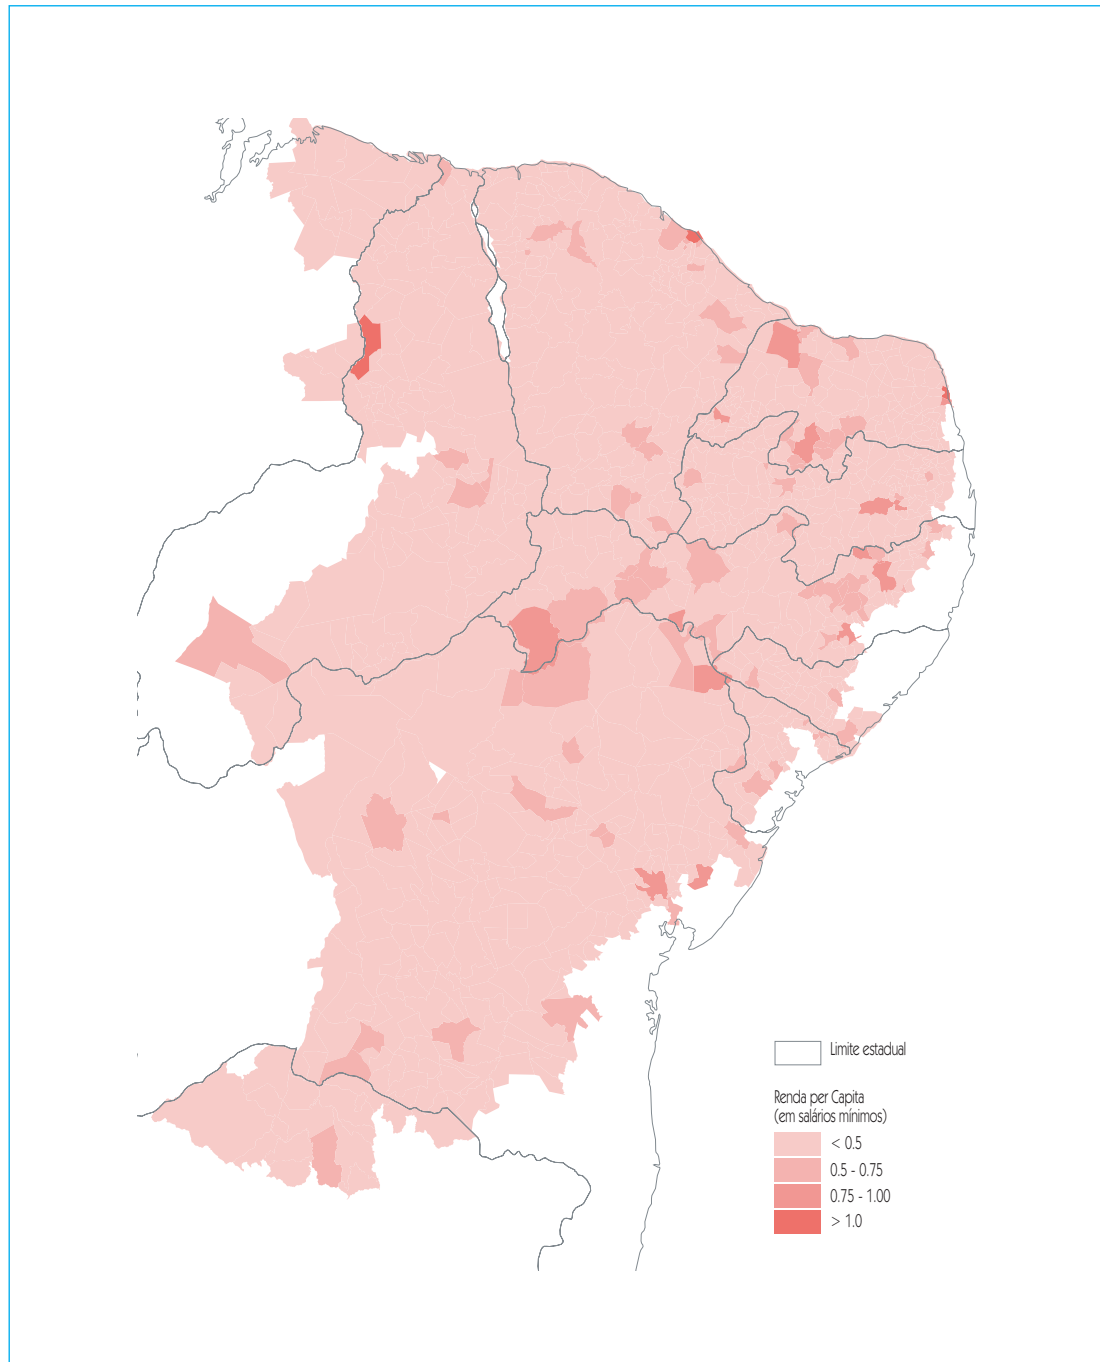 Limite estadual
Renda per Capita
(em salários mínimos)
< 0.5
0.5 - 0.75
0.75 - 1.00
> 1.0